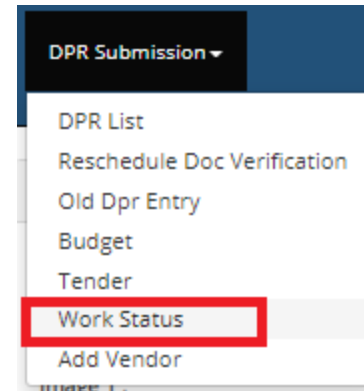 DPR Submission
DPR List
Reschedule Doc Verification
Old Dpr Entry
Budget
Tender
Work Status
Add Vendor